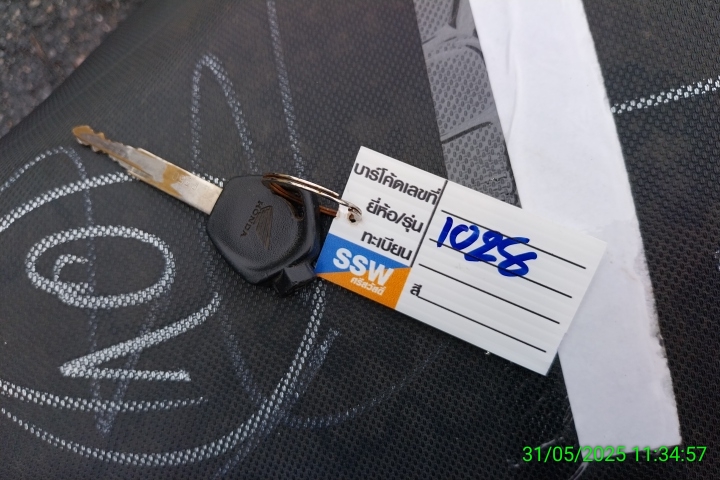 บาร์โค้ดเลขที่
ยี่ห้อ/รุ่น
ทะเบียน
1028
สี
SSW
ศรีสวัสดิ์
HONDA
31/05/2025 11:34:57